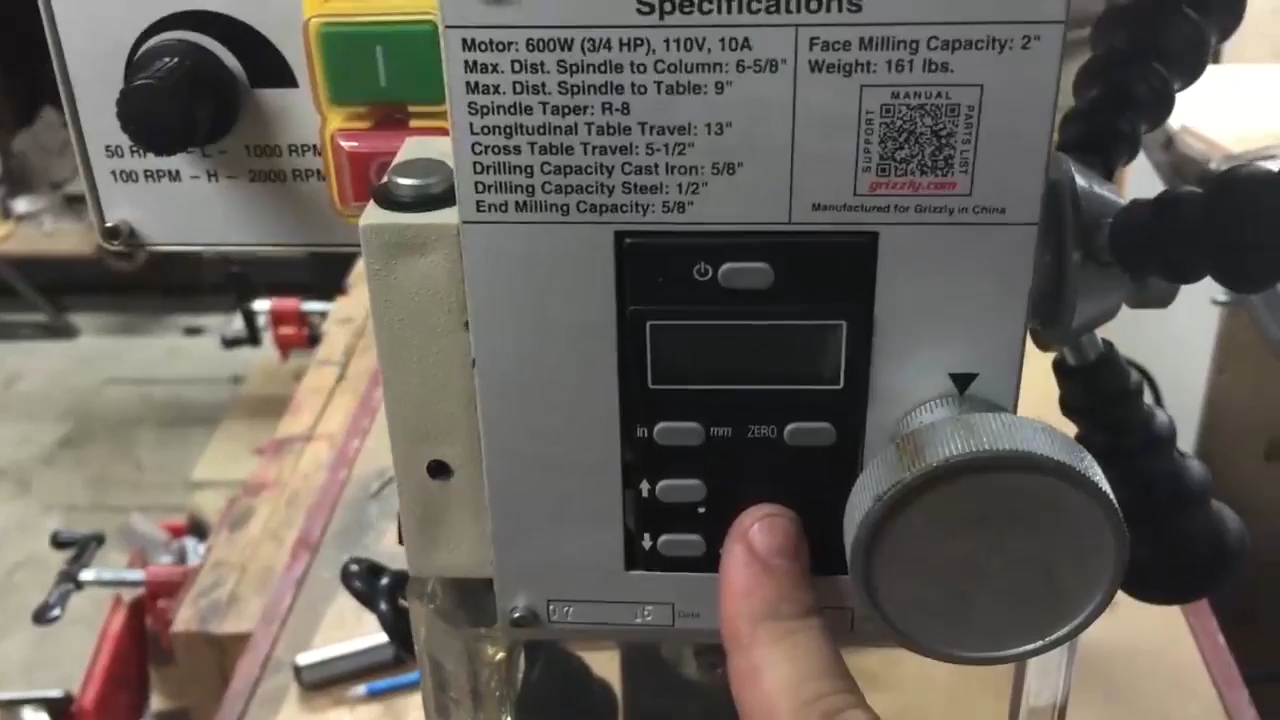 Specifications
Motor: 600W (3/4 HP), 110V, 10A
Max. Dist. Spindle to Column: 6-5/8"
Max. Dist. Spindle to Table: 9"
Spindle Taper: R-8
Longitudinal Table Travel: 13"
Cross Table Travel: 5-1/2"
Drilling Capacity Cast Iron: 5/8"
Drilling Capacity Steel: 1/2"
End Milling Capacity: 5/8"
Face Milling Capacity: 2"
Weight: 161 lbs.
MANUAL
SUPPORT
PARTS LIST
grizzly.com
Manufactured for Grizzly in China
50 RPM – L – 1000 RPM
100 RPM – H – 2000 RPM
in mm ZERO
07 15 Date